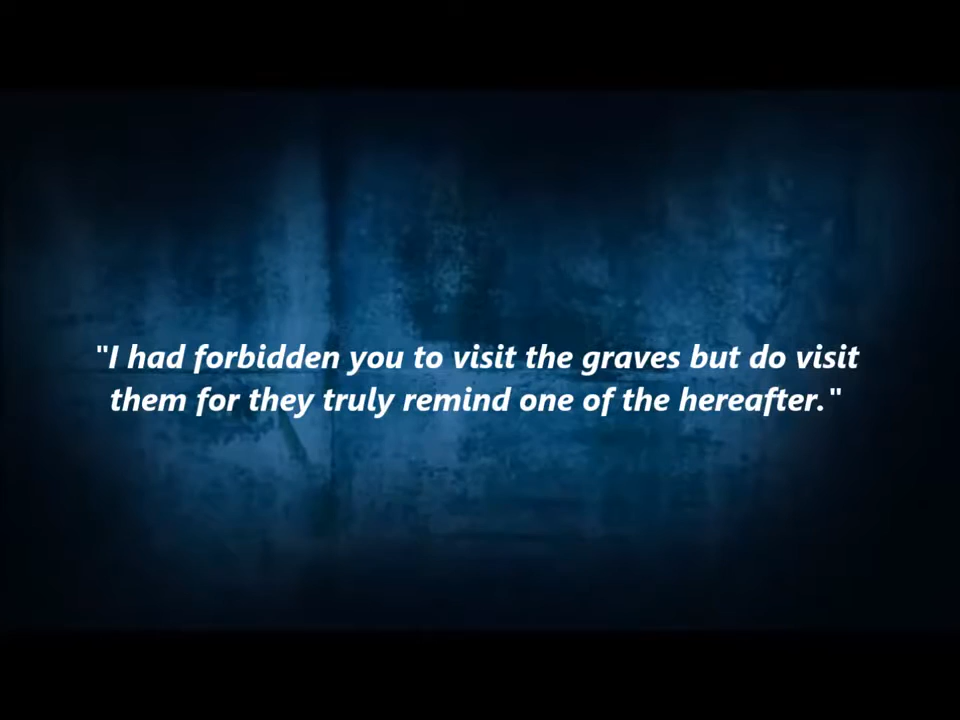 "I had forbidden you to visit the graves but do visit
them for they truly remind one of the hereafter."